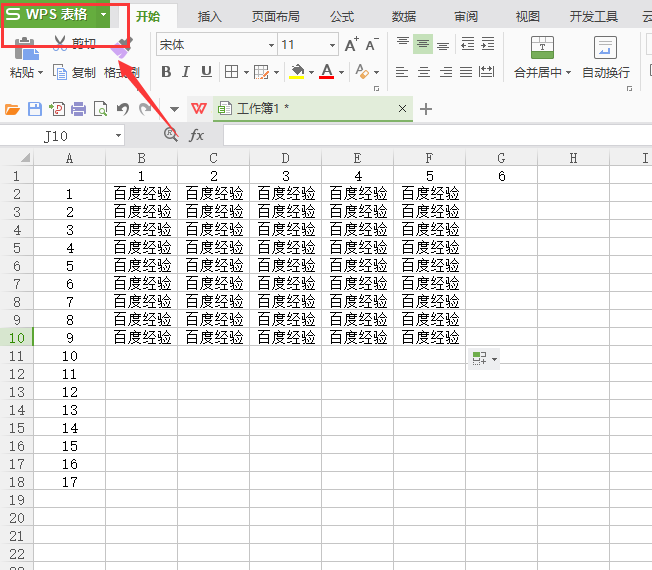 S WPS 表格 开始 插入 页面布局 公式 数据 审阅 视图 开发工具 云
剪切 宋体 11 A+ A-
粘贴 复制 格式刷 B I U A 合并居中 自动换行
W 工作簿1 * × +
J10 fx
A B C D E F G H I
1 1 2 3 4 5 6
2 1 百度经验 百度经验 百度经验 百度经验 百度经验
3 2 百度经验 百度经验 百度经验 百度经验 百度经验
4 3 百度经验 百度经验 百度经验 百度经验 百度经验
5 4 百度经验 百度经验 百度经验 百度经验 百度经验
6 5 百度经验 百度经验 百度经验 百度经验 百度经验
7 6 百度经验 百度经验 百度经验 百度经验 百度经验
8 7 百度经验 百度经验 百度经验 百度经验 百度经验
9 8 百度经验 百度经验 百度经验 百度经验 百度经验
10 9 百度经验 百度经验 百度经验 百度经验 百度经验
11 10
12 11
13 12
14 13
15 14
16 15
17 16
18 17
19
20
21
22